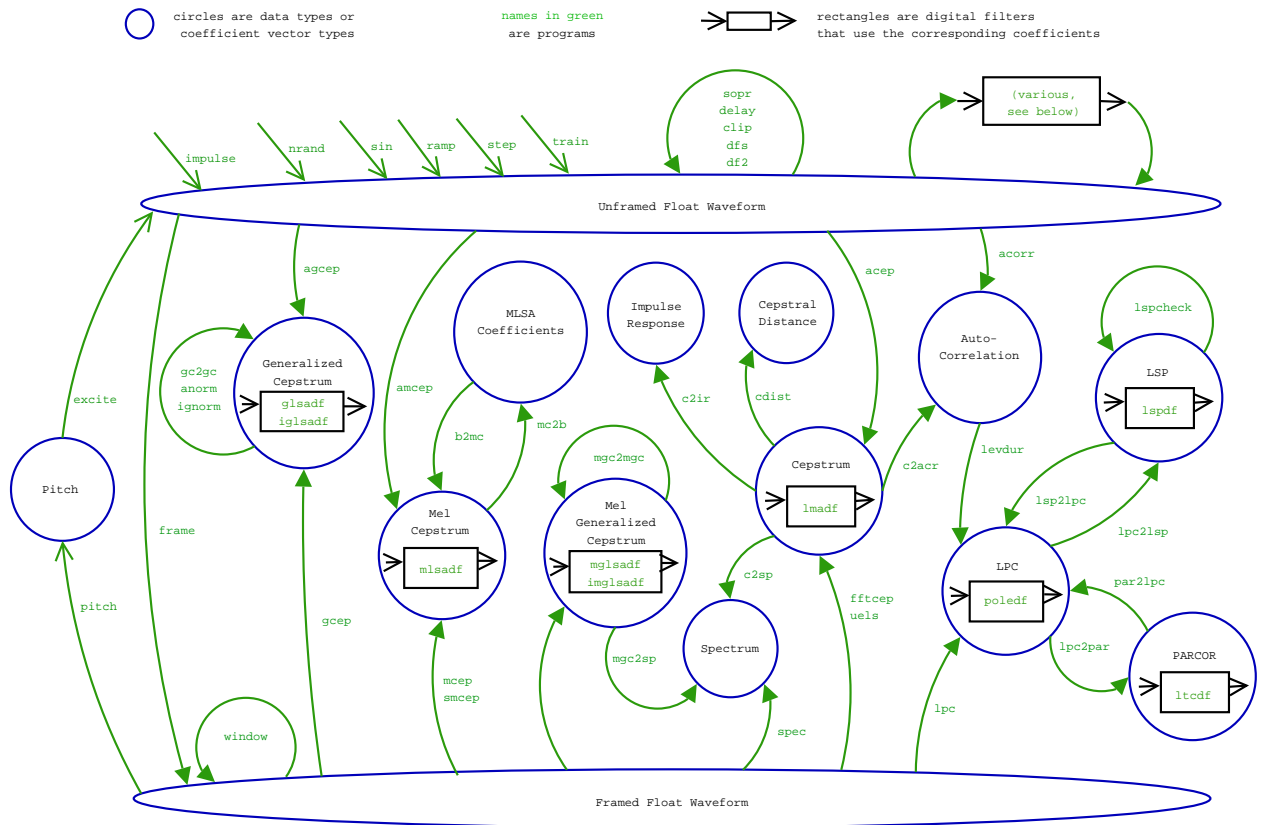 circles are data types or
coefficient vector types
names in green
are programs
rectangles are digital filters
that use the corresponding coefficients
sopr
delay
clip
dfs
df2
(various,
see below)
impulse
nrand
sin
ramp
step
train
Unframed Float Waveform
agcep
acep
acorr
MLSA
Coefficients
Impulse
Response
Cepstral
Distance
Auto-
Correlation
lspcheck
gc2gc
anorm
ignorm
Generalized
Cepstrum
glsadf
iglsadf
LSP
lspdf
excite
amcep
b2mc
mc2b
c2ir
cdist
c2acr
levdur
Pitch
mgc2mgc
Cepstrum
lmadf
lsp2lpc
lpc2lsp
frame
Mel
Cepstrum
mlsadf
Mel
Generalized
Cepstrum
mglsadf
imglsadf
c2sp
LPC
poledf
par2lpc
pitch
gcep
fftcep
uels
mgc2sp
Spectrum
lpc2par
PARCOR
ltcdf
mcep
smcep
lpc
window
spec
Framed Float Waveform